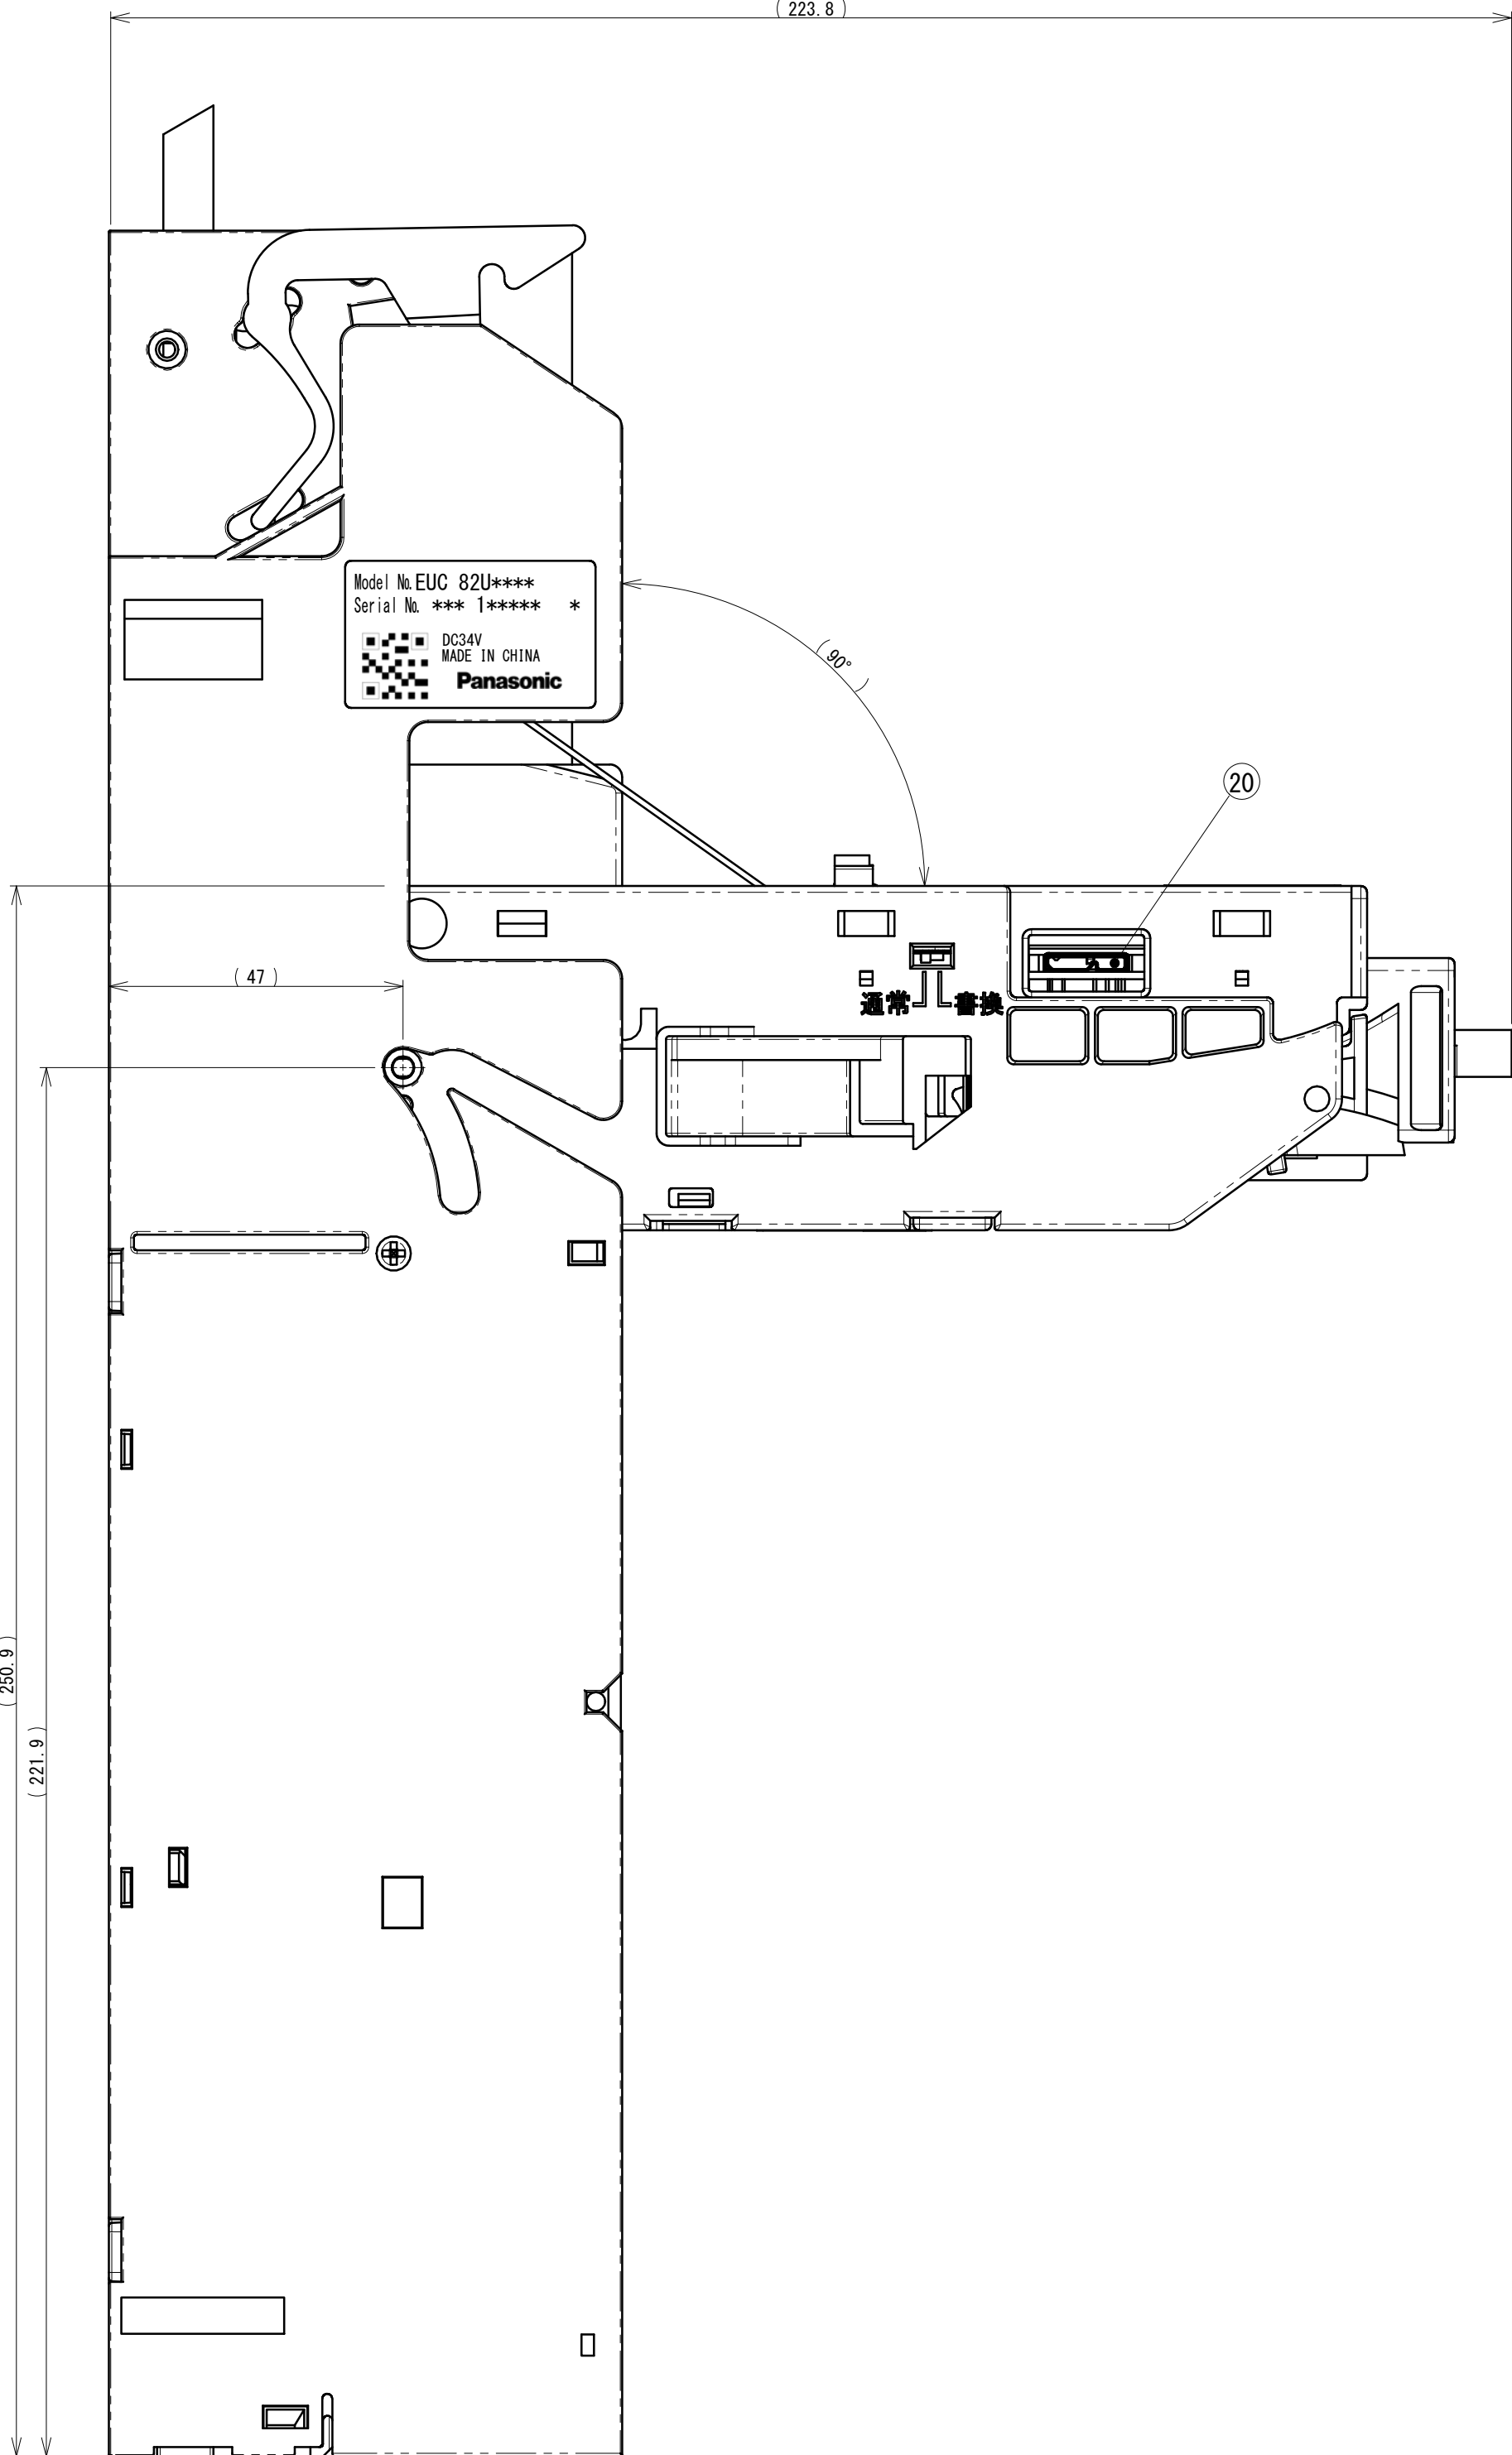 ( 223.8 )
Model No. EUC 82U****
Serial No. *** 1***** *
DC34V
MADE IN CHINA
Panasonic
( 90° )
20
( 47 )
通常 書換
( 250.9 )
( 221.9 )